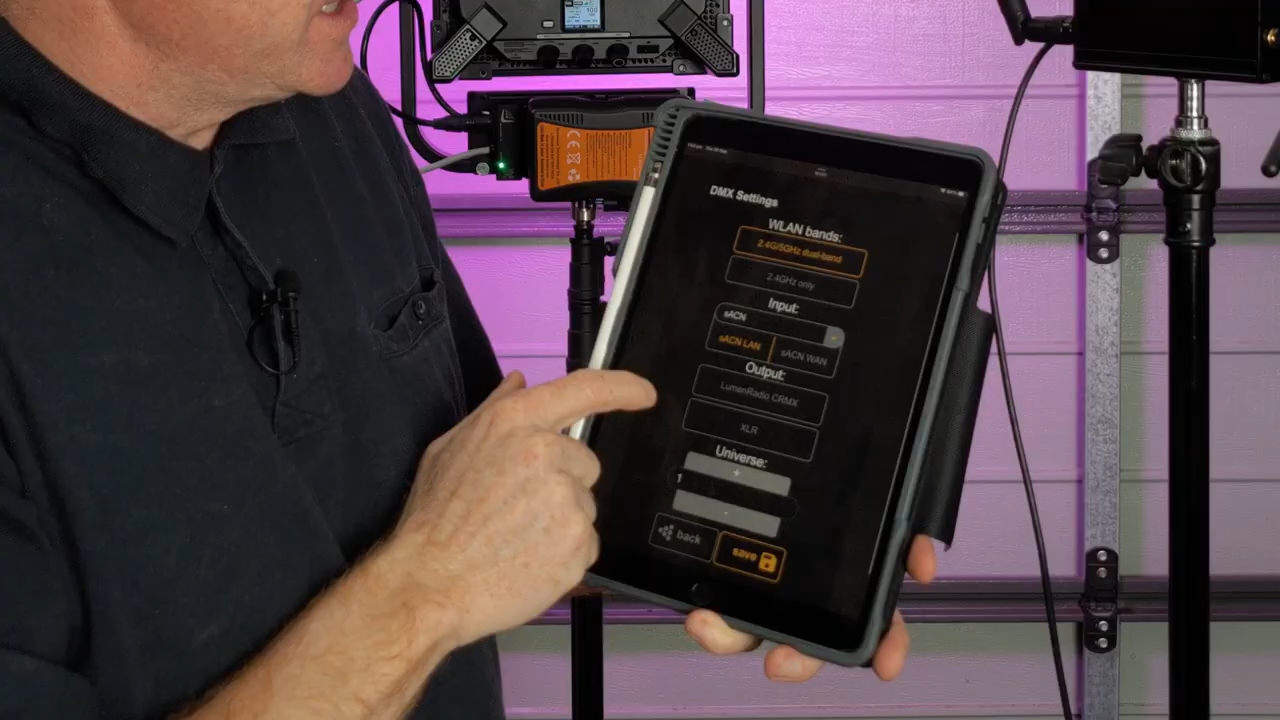 DMX Settings
WLAN bands:
2.4G/5GHz dual-band
2.4GHz only
Input:
sACN
sACN LAN
sACN WAN
Output:
LumenRadio CRMX
XLR
Universe:
+
1
-
back
save
100